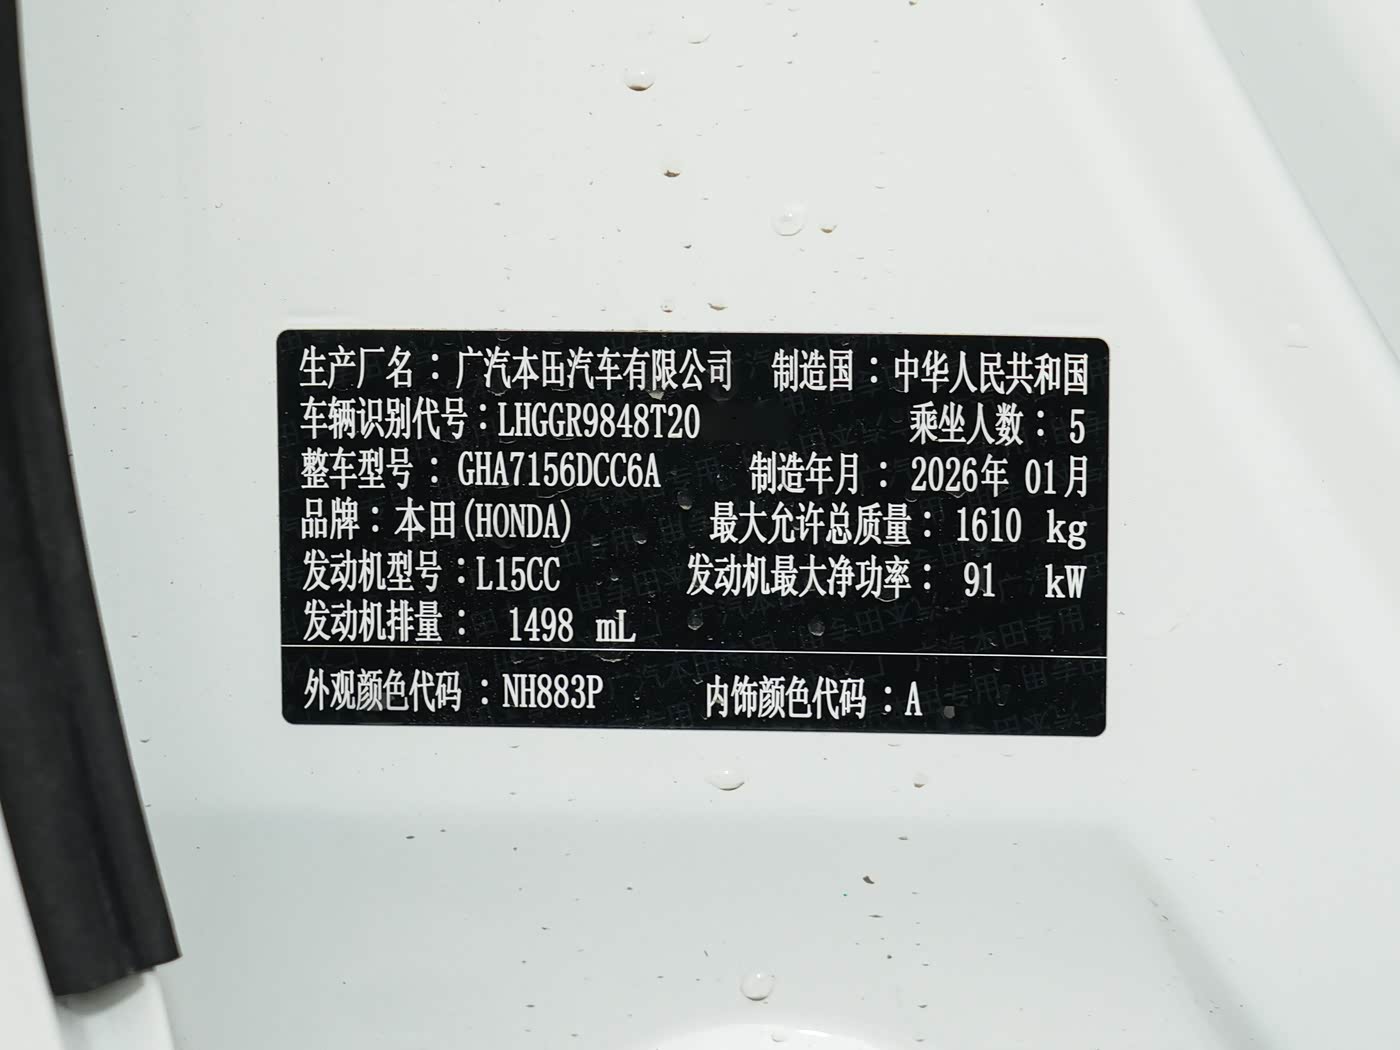 生产厂名：广汽本田汽车有限公司 制造国：中华人民共和国
车辆识别代号：LHGGR9848T20 乘坐人数：5
整车型号：GHA7156DCC6A 制造年月：2026年 01月
品牌：本田(HONDA) 最大允许总质量：1610 kg
发动机型号：L15CC 发动机最大净功率：91 kW
发动机排量：1498 mL
外观颜色代码：NH883P 内饰颜色代码：A